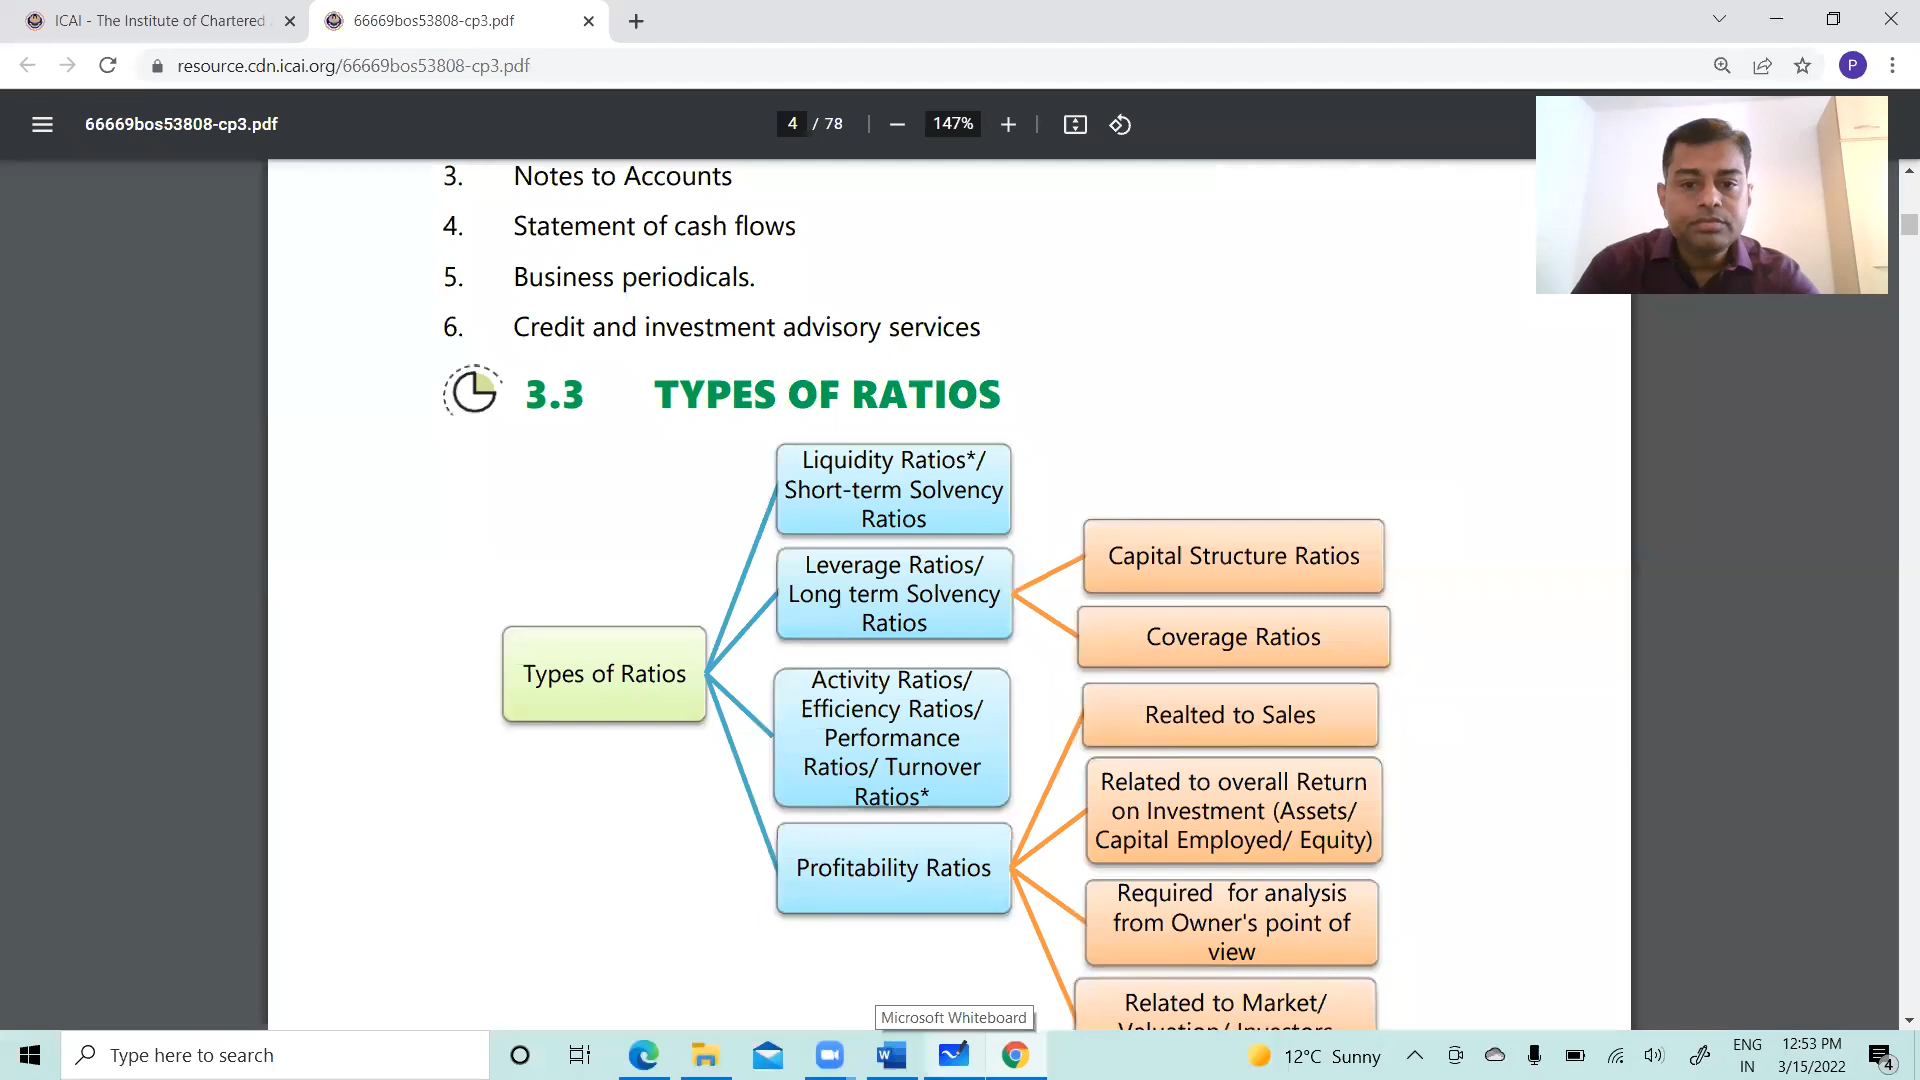 ICAI - The Institute of Chartered
66669bos53808-cp3.pdf
resource.cdn.icai.org/66669bos53808-cp3.pdf
P
66669bos53808-cp3.pdf
4 / 78
147%
3. Notes to Accounts
4. Statement of cash flows
5. Business periodicals.
6. Credit and investment advisory services
3.3 TYPES OF RATIOS
Types of Ratios
Liquidity Ratios*/
Short-term Solvency
Ratios
Leverage Ratios/
Long term Solvency
Ratios
Capital Structure Ratios
Coverage Ratios
Activity Ratios/
Efficiency Ratios/
Performance
Ratios/ Turnover
Ratios*
Profitability Ratios
Realted to Sales
Related to overall Return
on Investment (Assets/
Capital Employed/ Equity)
Required for analysis
from Owner's point of
view
Related to Market/
Valuation/ Investors
Microsoft Whiteboard
Type here to search
12°C Sunny
ENG
IN
12:53 PM
3/15/2022
4